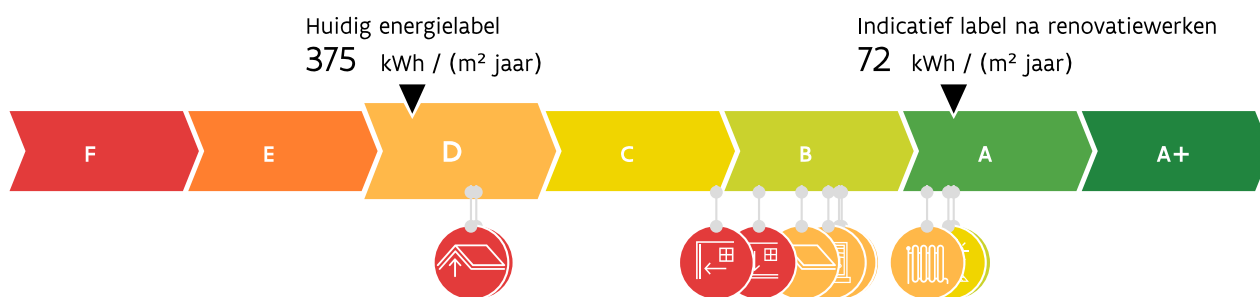 Huidig energielabel
375 kWh / (m² jaar)
Indicatief label na renovatiewerken
72 kWh / (m² jaar)
F E D C B A A+